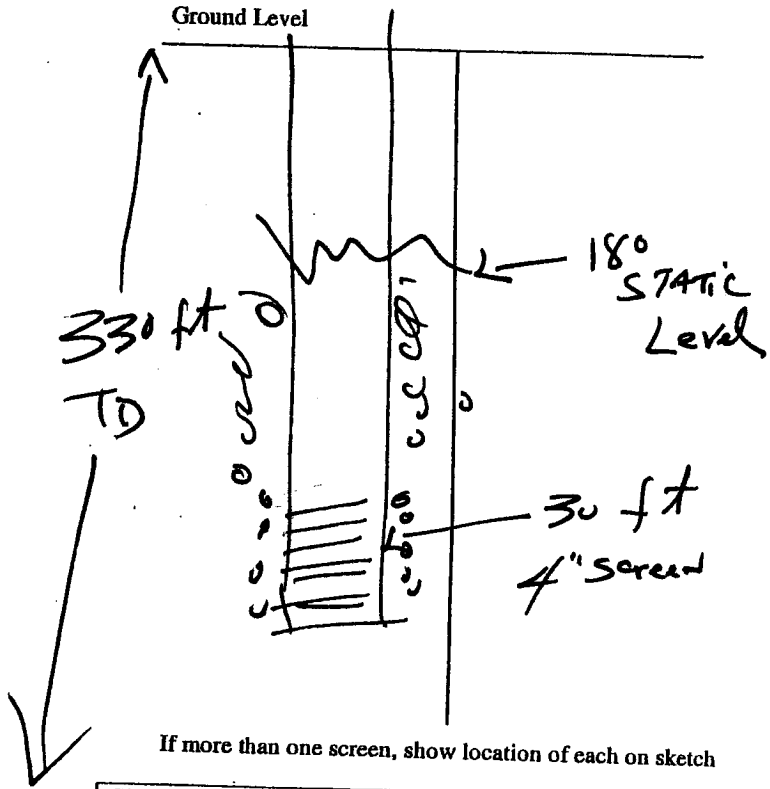 Ground Level
180
STATIC
Level
330 ft
TD
30 ft
4" Screen
If more than one screen, show location of each on sketch